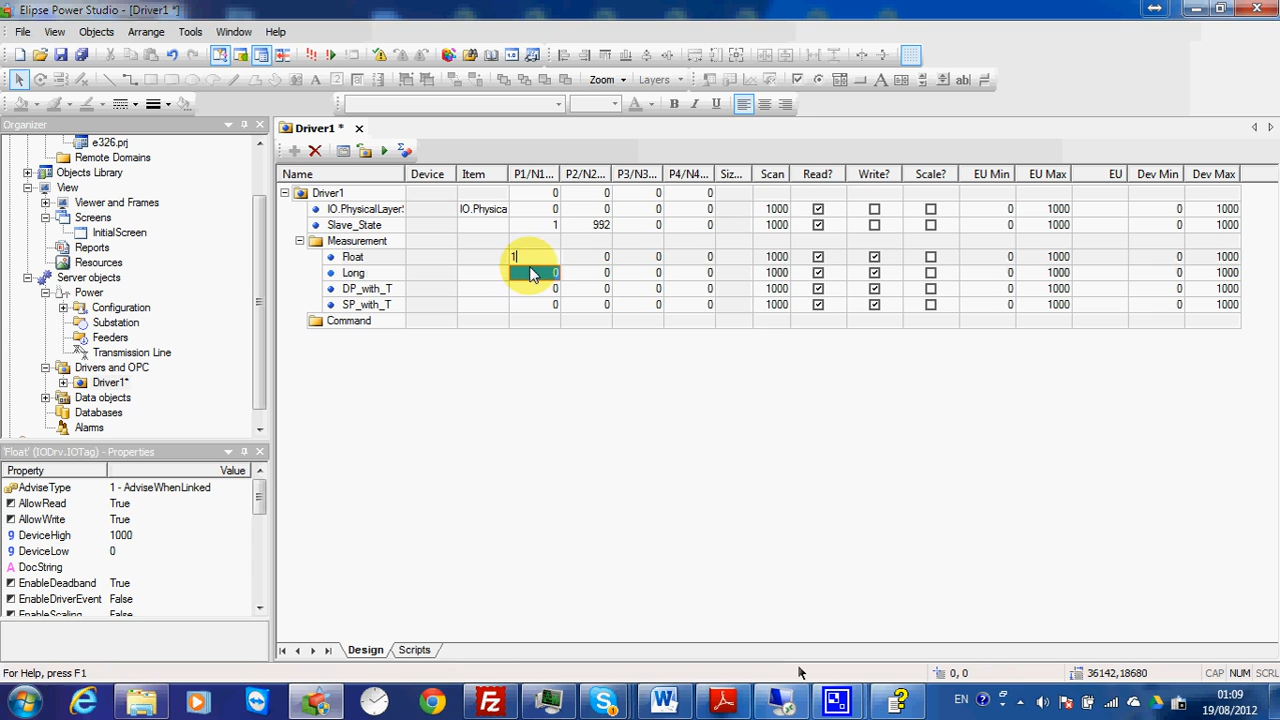 Elipse Power Studio - [Driver1 *]
File View Objects Arrange Tools Window Help
Zoom Layers
B I U
Organizer
e326.prj
Remote Domains
Objects Library
View
Viewer and Frames
Screens
InitialScreen
Reports
Resources
Server objects
Power
Configuration
Substation
Feeders
Transmission Line
Drivers and OPC
Driver1*
Data objects
Databases
Alarms
'Float' (IODrv.IOTag) - Properties
Property Value
AdviseType 1 - AdviseWhenLinked
AllowRead True
AllowWrite True
DeviceHigh 1000
DeviceLow 0
DocString
EnableDeadband True
EnableDriverEvent False
EnableScaling False
Driver1 *
Name Device Item P1/N1... P2/N2... P3/N3... P4/N4... Siz... Scan Read? Write? Scale? EU Min EU Max EU Dev Min Dev Max
Driver1 0 0 0 0
IO.PhysicalLayer IO.Physica 0 0 0 0 1000 0 1000 0 1000
Slave_State 1 992 0 0 1000 0 1000 0 1000
Measurement
Float 1 0 0 0 1000 0 1000 0 1000
Long 0 0 0 0 1000 0 1000 0 1000
DP_with_T 0 0 0 0 1000 0 1000 0 1000
SP_with_T 0 0 0 0 1000 0 1000 0 1000
Command
Design Scripts
For Help, press F1 0, 0 36142,18680 CAP NUM SCRL
EN 01:09
19/08/2012